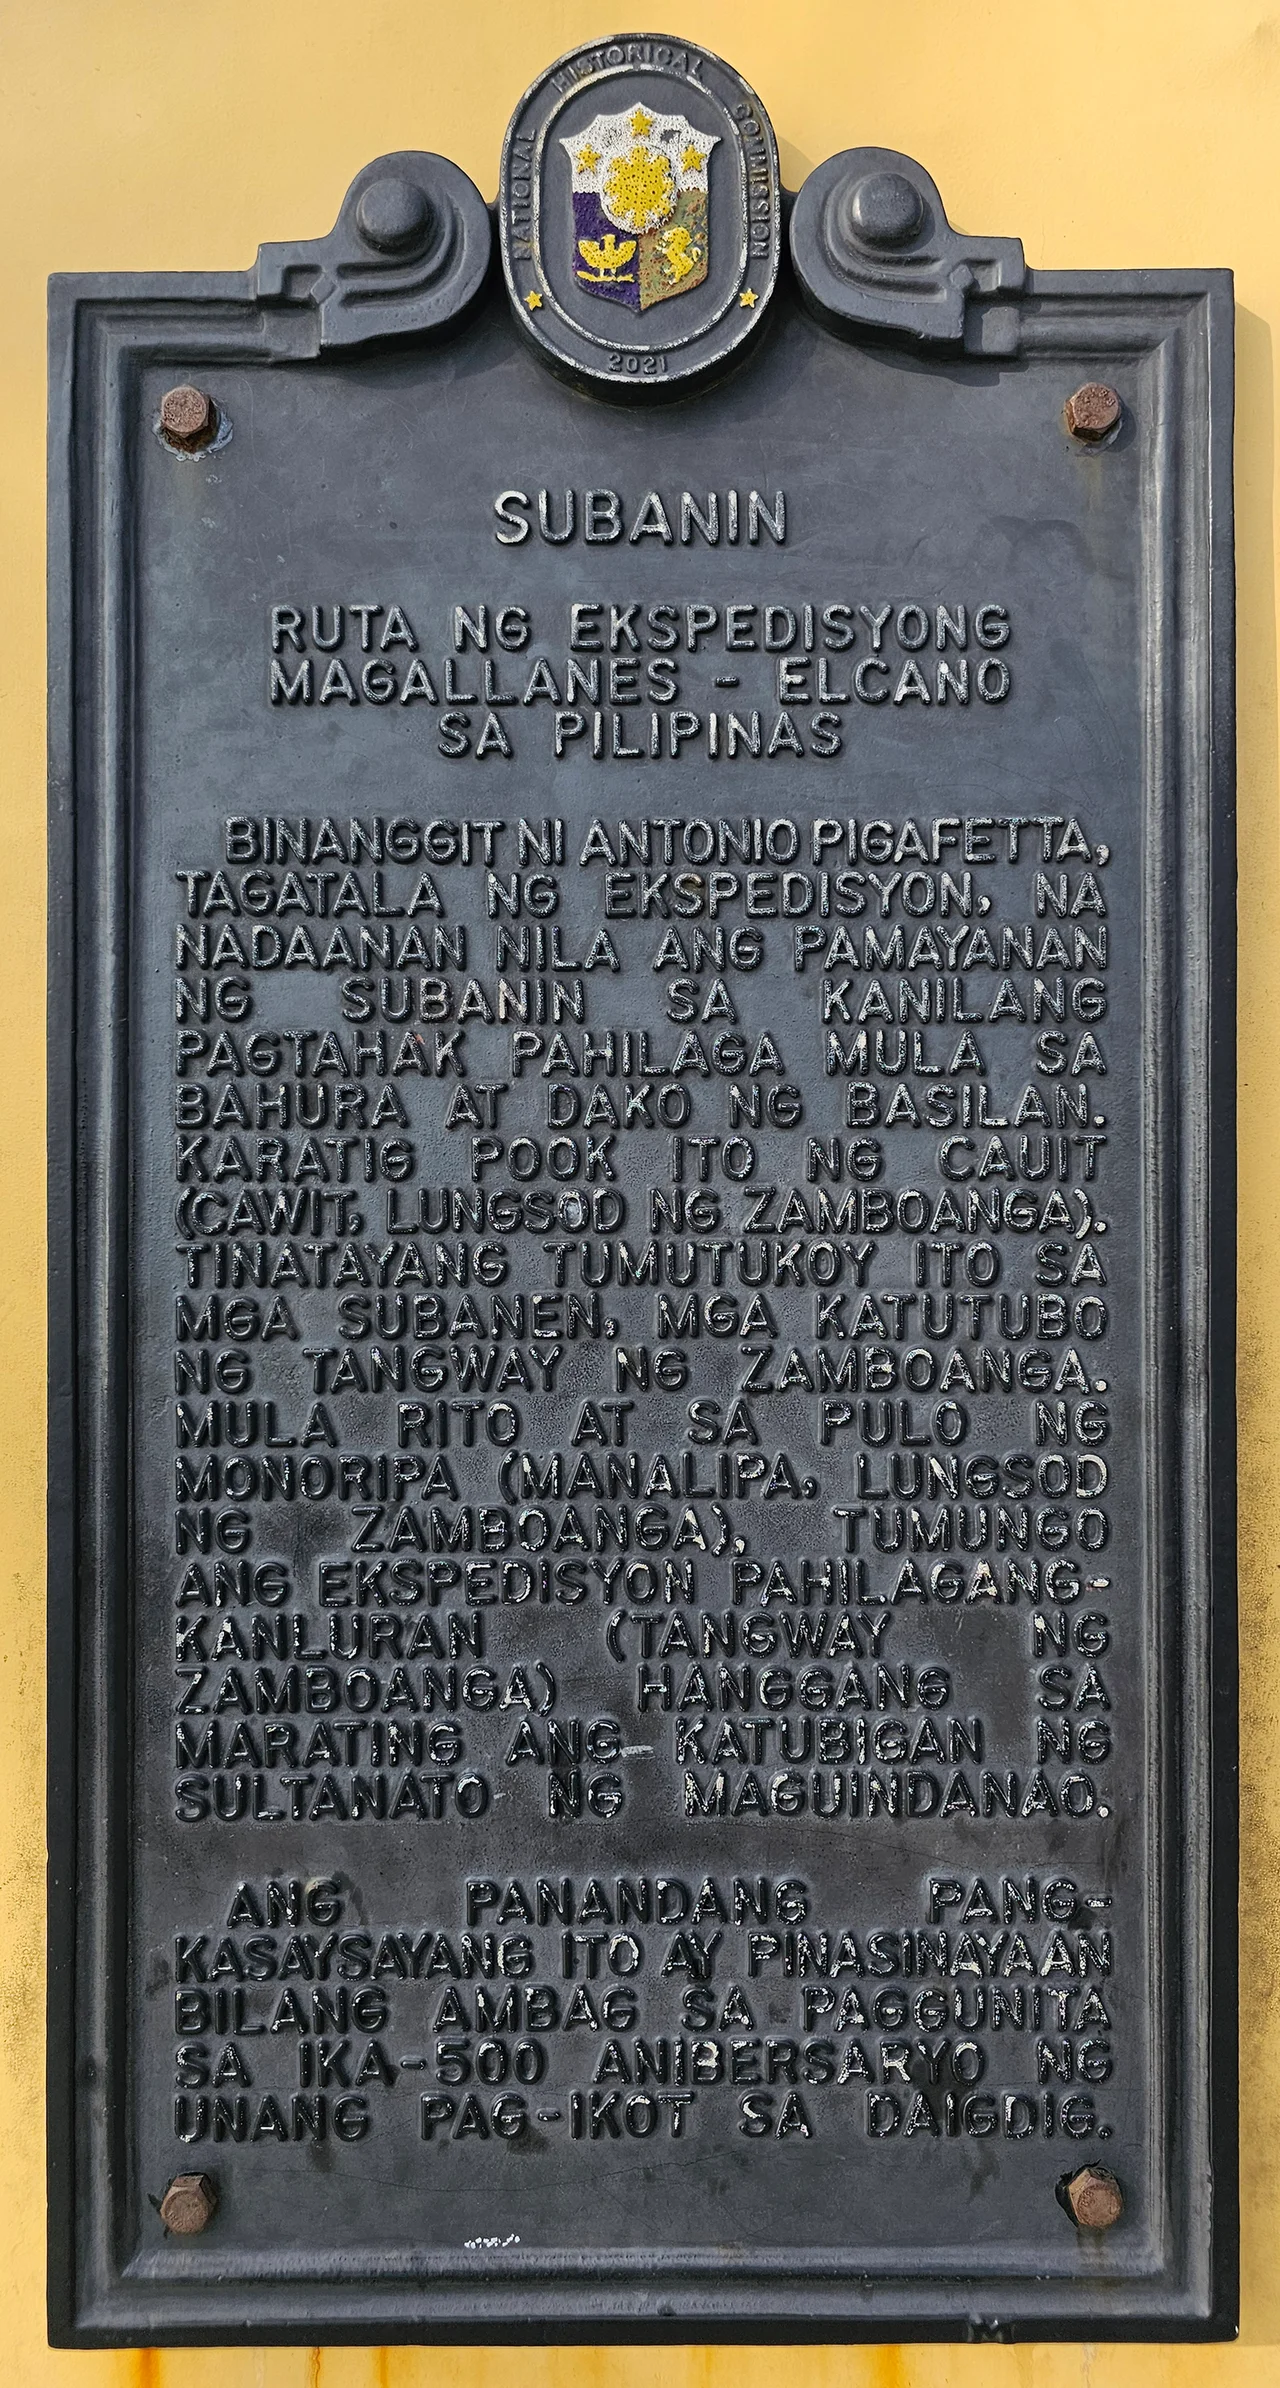 NATIONAL HISTORICAL COMMISSION
2021
SUBANIN
RUTA NG EKSPEDISYONG
MAGALLANES - ELCANO
SA PILIPINAS
BINANGGIT NI ANTONIO PIGAFETTA,
TAGATALA NG EKSPEDISYON, NA
NADAANAN NILA ANG PAMAYANAN
NG SUBANIN SA KANILANG
PAGTAHAK PAHILAGA MULA SA
BAHURA AT DAKO NG BASILAN.
KARATIG POOK ITO NG CAUIT
(CAWIT, LUNGSOD NG ZAMBOANGA).
TINATAYANG TUMUTUKOY ITO SA
MGA SUBANEN, MGA KATUTUBO
NG TANGWAY NG ZAMBOANGA.
MULA RITO AT SA PULO NG
MONORIPA (MANALIPA, LUNGSOD
NG ZAMBOANGA), TUMUNGO
ANG EKSPEDISYON PAHILAGANG-
KANLURAN (TANGWAY NG
ZAMBOANGA) HANGGANG SA
MARATING ANG KATUBIGAN NG
SULTANATO NG MAGUINDANAO.
ANG PANANDANG PANG-
KASAYSAYANG ITO AY PINASINAYAAN
BILANG AMBAG SA PAGGUNITA
SA IKA-500 ANIBERSARYO NG
UNANG PAG-IKOT SA DAIGDIG.